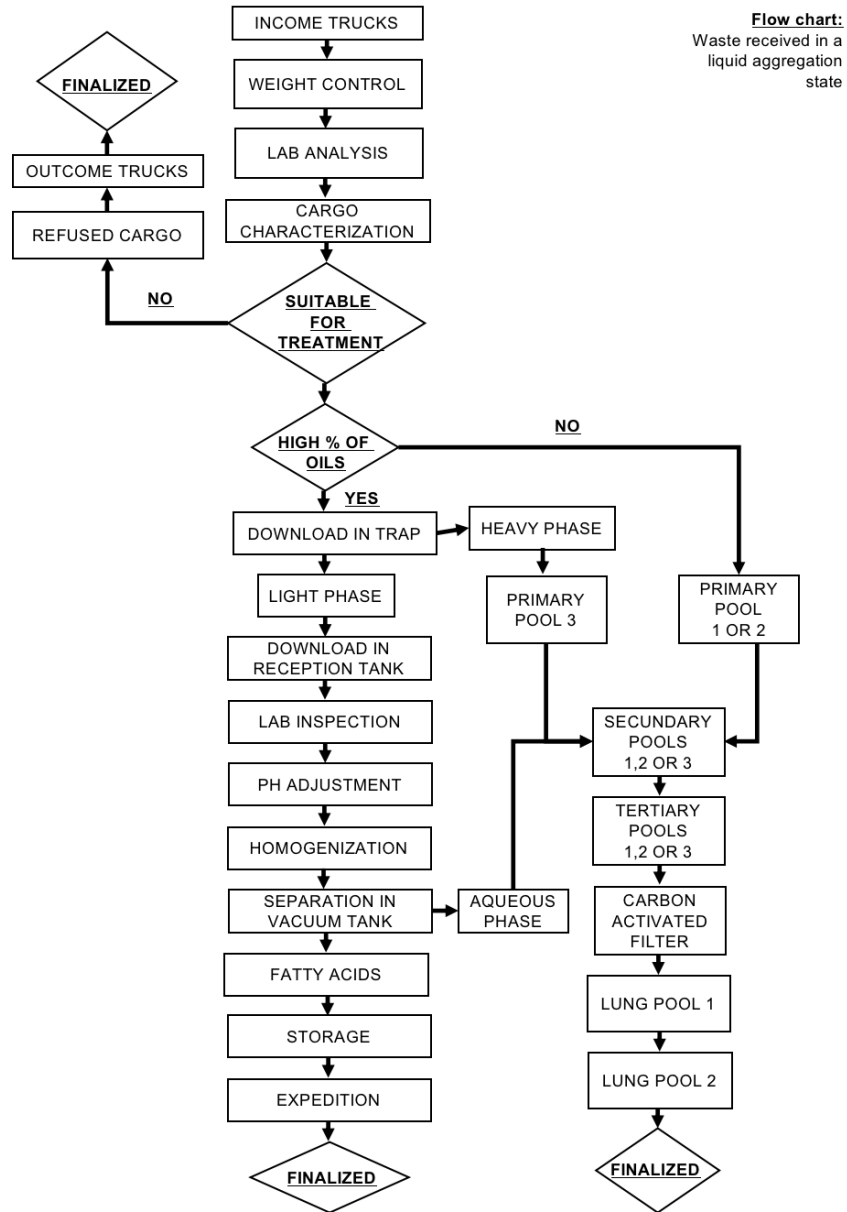 Flow chart:
Waste received in a
liquid aggregation
state
INCOME TRUCKS
WEIGHT CONTROL
LAB ANALYSIS
CARGO
CHARACTERIZATION
SUITABLE
FOR
TREATMENT
NO
REFUSED CARGO
OUTCOME TRUCKS
FINALIZED
HIGH % OF
OILS
NO
YES
DOWNLOAD IN TRAP
HEAVY PHASE
PRIMARY
POOL 3
PRIMARY
POOL
1 OR 2
LIGHT PHASE
DOWNLOAD IN
RECEPTION TANK
LAB INSPECTION
PH ADJUSTMENT
HOMOGENIZATION
SEPARATION IN
VACUUM TANK
AQUEOUS
PHASE
FATTY ACIDS
STORAGE
EXPEDITION
FINALIZED
SECUNDARY
POOLS
1,2 OR 3
TERTIARY
POOLS
1,2 OR 3
CARBON
ACTIVATED
FILTER
LUNG POOL 1
LUNG POOL 2
FINALIZED